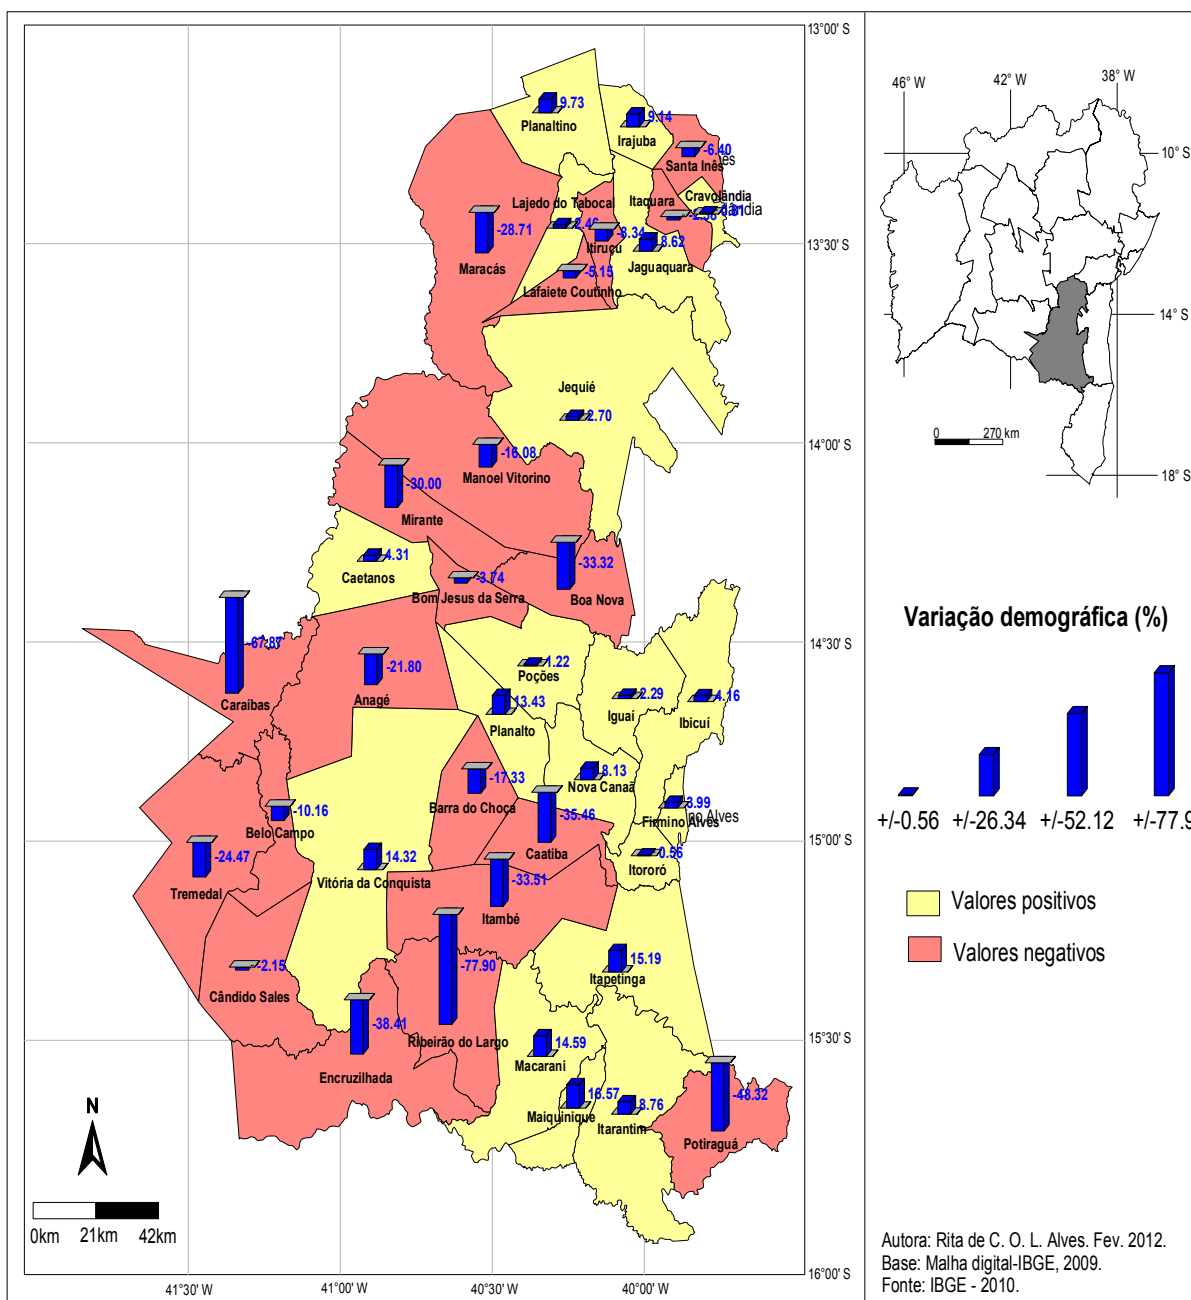 13°00' S
9.73
Planaltino
9.14
Irajuba
-6.40
Santa Inês
Cravolândia
0.81
Lajedo do Tabocal
2.46
Itaquara
Itiruçu
-8.34
8.62
Jaguaquara
13°30' S
-28.71
Maracás
-5.15
Lafaiete Coutinho
Jequié
2.70
14°00' S
-16.08
Manoel Vitorino
-30.00
Mirante
4.31
Caetanos
-3.74
Bom Jesus da Serra
-33.32
Boa Nova
14°30' S
-67.87
Caraíbas
-21.80
Anagé
1.22
Poções
13.43
Planalto
2.29
Iguaí
4.16
Ibicuí
-17.33
Barra do Choça
8.13
Nova Canaã
3.99
Firmino Alves
-10.16
Belo Campo
-35.46
Caatiba
0.56
Itororó
15°00' S
-24.47
Tremedal
14.32
Vitória da Conquista
-33.51
Itambé
-2.15
Cândido Sales
-77.90
Ribeirão do Largo
15.19
Itapetinga
-38.41
Encruzilhada
14.59
Macarani
15°30' S
16.57
Maiquinique
8.76
Itarantim
-48.32
Potiraguá
N
0km 21km 42km
16°00' S
41°30' W 41°00' W 40°30' W 40°00' W
46° W 42° W 38° W
10° S
14° S
18° S
0 270 km
Variação demográfica (%)
+/-0.56 +/-26.34 +/-52.12 +/-77.9
Valores positivos
Valores negativos
Autora: Rita de C. O. L. Alves. Fev. 2012.
Base: Malha digital-IBGE, 2009.
Fonte: IBGE - 2010.